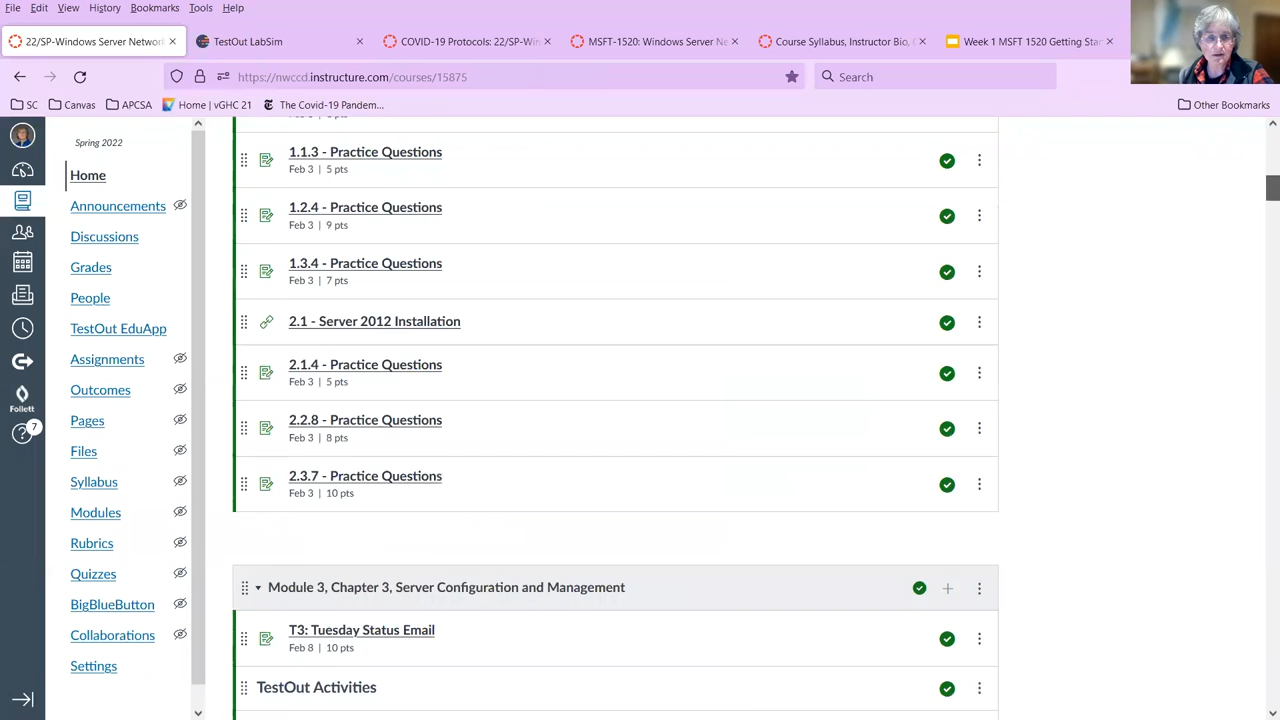 File Edit View History Bookmarks Tools Help
22/SP-Windows Server Network
TestOut LabSim
COVID-19 Protocols: 22/SP-Win
MSFT-1520: Windows Server Ne
Course Syllabus, Instructor Bio, C
Week 1 MSFT 1520 Getting Star
https://nwccd.instructure.com/courses/15875
Search
SC Canvas APCSA Home | vGHC 21 The Covid-19 Pandem... Other Bookmarks
Spring 2022
Home
Announcements
Discussions
Grades
People
TestOut EduApp
Assignments
Outcomes
Pages
Files
Syllabus
Modules
Rubrics
Quizzes
BigBlueButton
Collaborations
Settings
Follett
7
1.1.3 - Practice Questions
Feb 3 | 5 pts
1.2.4 - Practice Questions
Feb 3 | 9 pts
1.3.4 - Practice Questions
Feb 3 | 7 pts
2.1 - Server 2012 Installation
2.1.4 - Practice Questions
Feb 3 | 5 pts
2.2.8 - Practice Questions
Feb 3 | 8 pts
2.3.7 - Practice Questions
Feb 3 | 10 pts
Module 3, Chapter 3, Server Configuration and Management
T3: Tuesday Status Email
Feb 8 | 10 pts
TestOut Activities